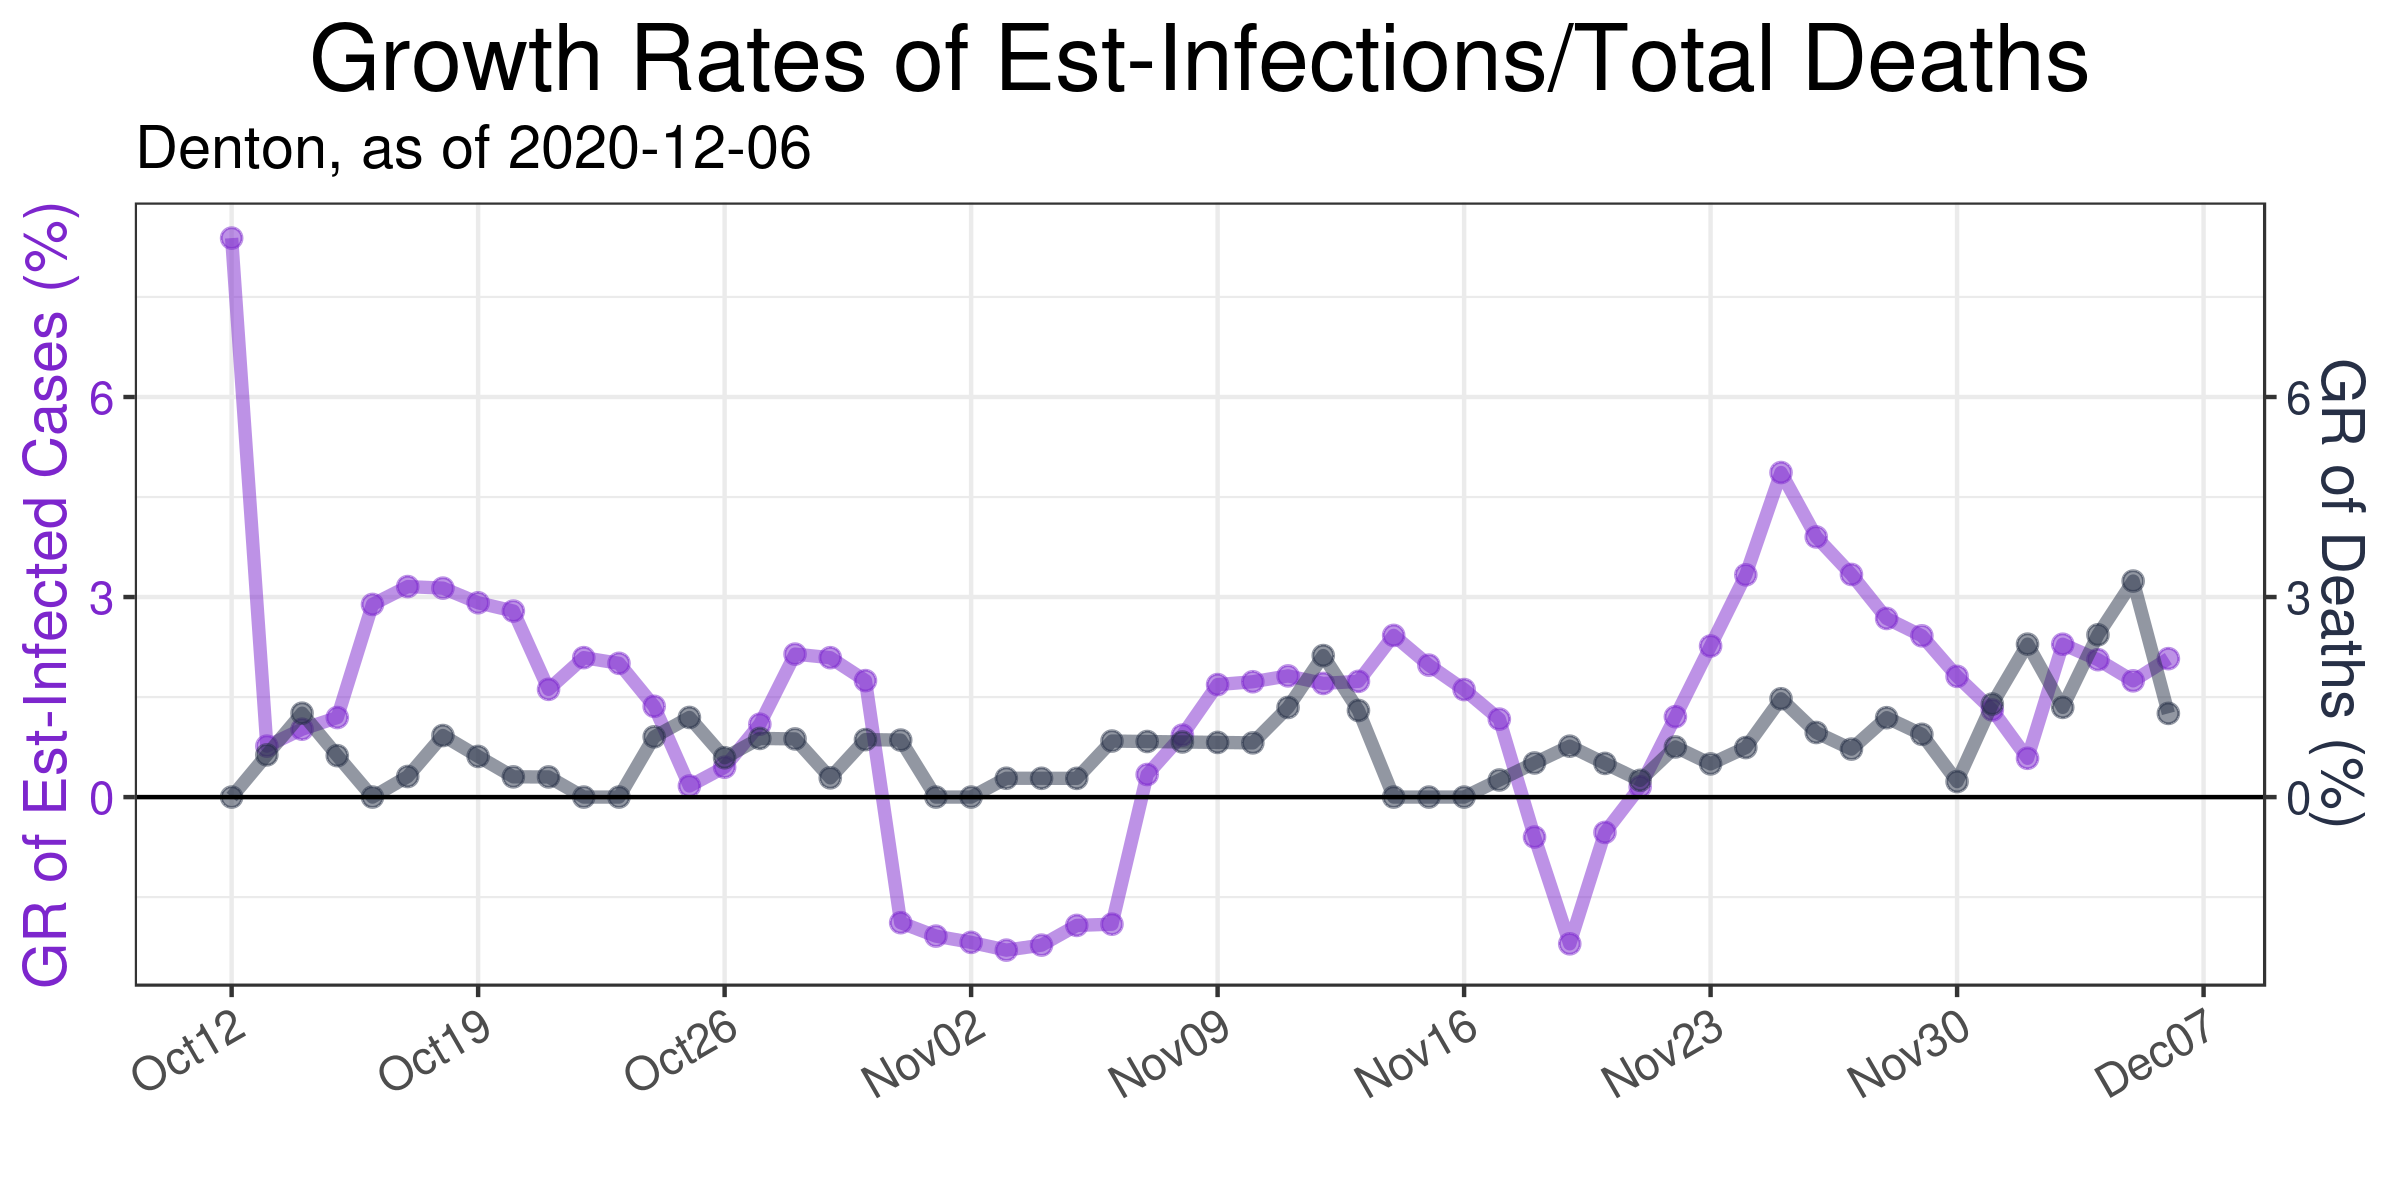 Growth Rates of Est-Infections/Total Deaths
Denton, as of 2020-12-06
GR of Est-Infected Cases (%)
6
3
0
6
3
0
GR of Deaths (%)
Oct12
Oct19
Oct26
Nov02
Nov09
Nov16
Nov23
Nov30
Dec07